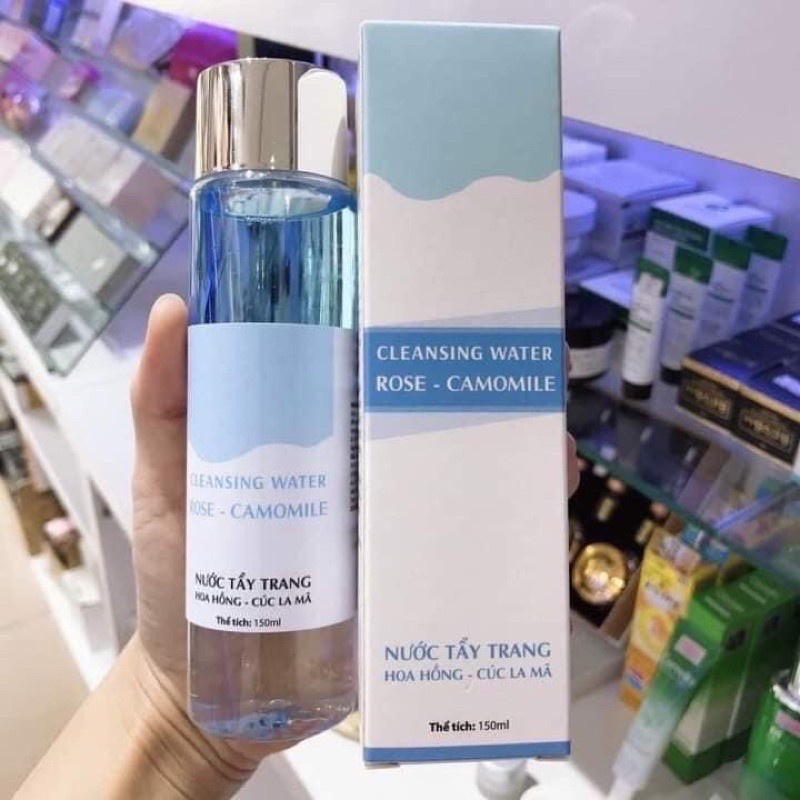 CLEANSING WATER
ROSE - CAMOMILE
NƯỚC TẨY TRANG
HOA HỒNG - CÚC LA MÃ
Thể tích: 150ml
CLEANSING WATER
ROSE - CAMOMILE
NƯỚC TẨY TRANG
HOA HỒNG - CÚC LA MÃ
Thể tích: 150ml